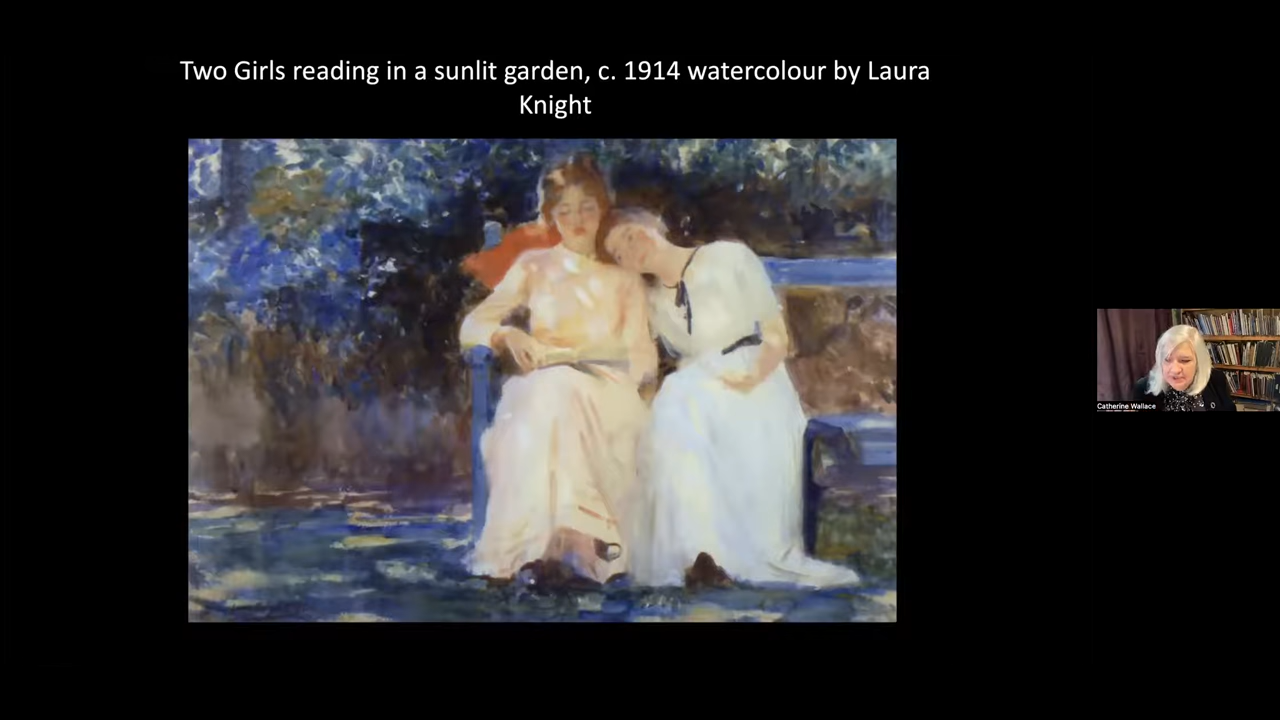 Two Girls reading in a sunlit garden, c. 1914 watercolour by Laura
Knight
Catherine Wallace